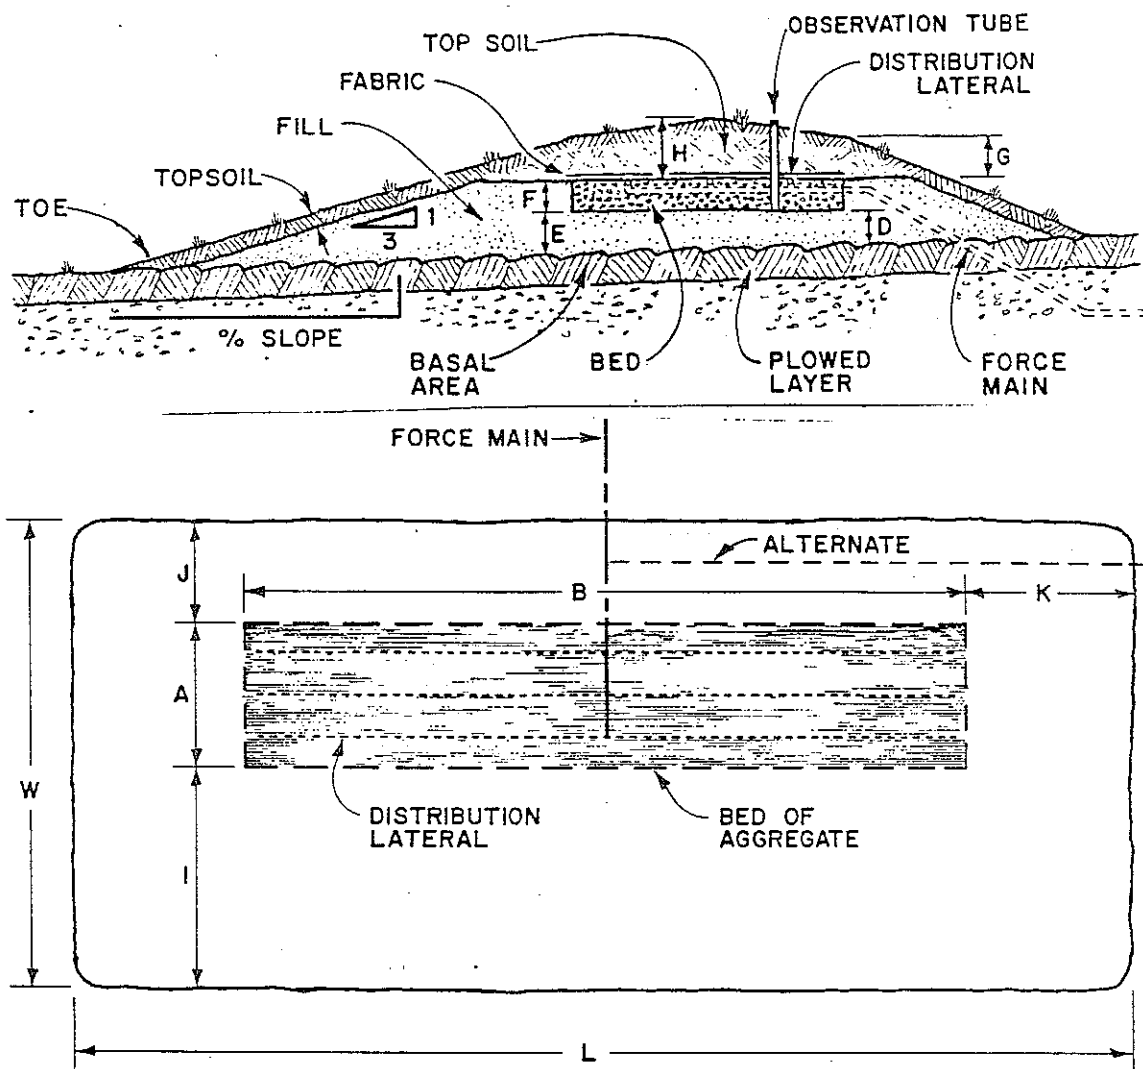 OBSERVATION TUBE
TOP SOIL
DISTRIBUTION
LATERAL
FABRIC
FILL
H
G
TOPSOIL
F
1
TOE
3
E
D
% SLOPE
BASAL
AREA
BED
PLOWED
LAYER
FORCE
MAIN
FORCE MAIN
ALTERNATE
J
B
K
A
W
DISTRIBUTION
LATERAL
BED OF
AGGREGATE
I
L